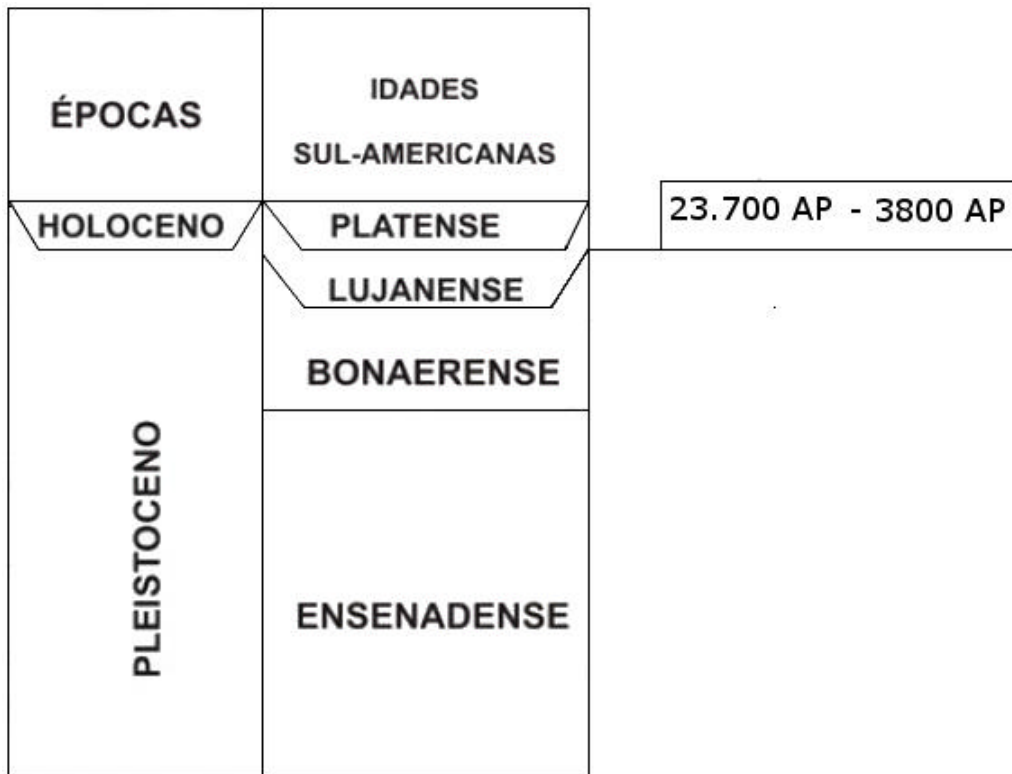 ÉPOCAS
IDADES
SUL-AMERICANAS
HOLOCENO
PLATENSE
23.700 AP - 3800 AP
LUJANENSE
BONAERENSE
PLEISTOCENO
ENSENADENSE